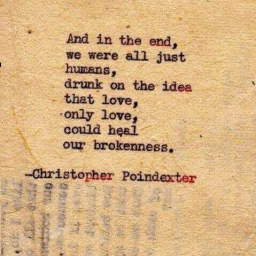 And in the end,
we were all just
humans,
drunk on the idea
that love,
only love,
could heal
our brokenness.
—Christopher Poindexter